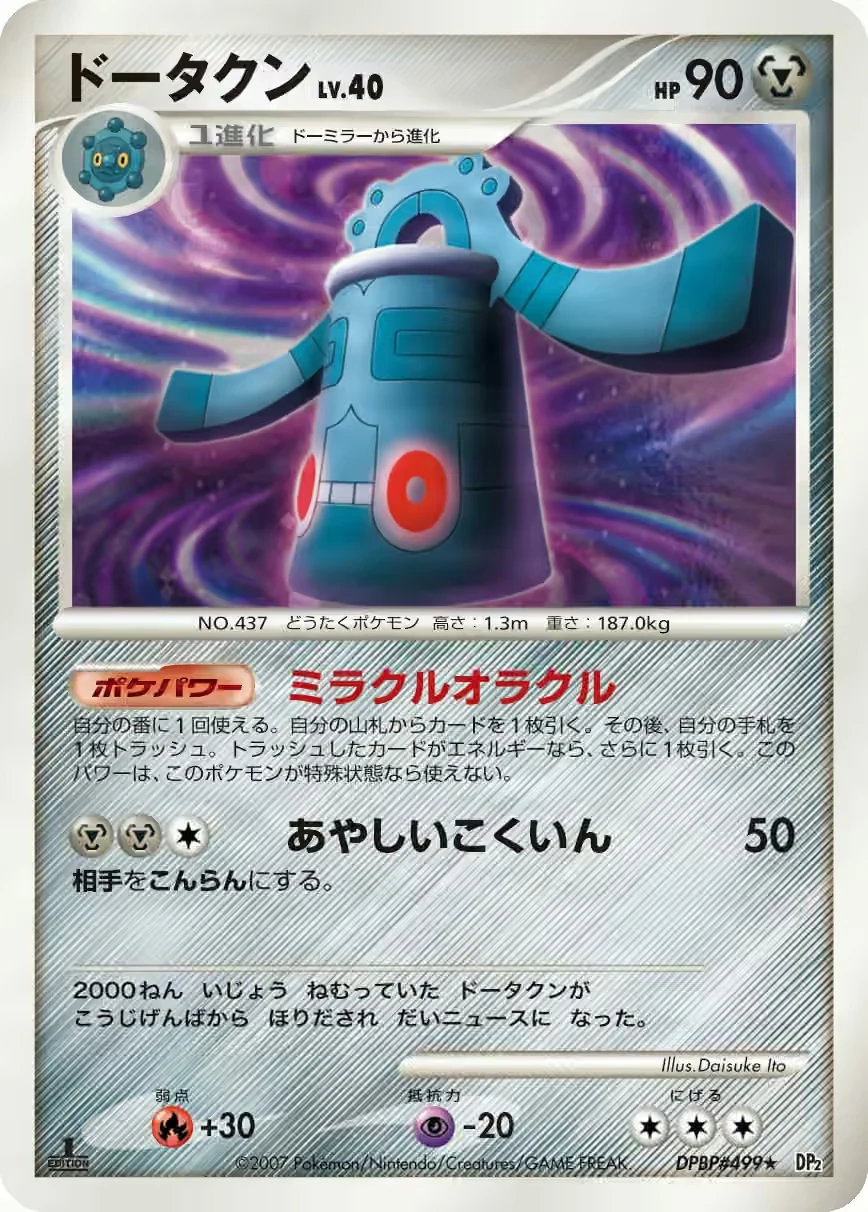 ドータクン LV.40 HP 90
1進化 ドーミラーから進化
NO.437 どうたくポケモン 高さ:1.3m 重さ:187.0kg
ポケパワー ミラクルオラクル
自分の番に1回使える。自分の山札からカードを1枚引く。その後、自分の手札を
1枚トラッシュ。トラッシュしたカードがエネルギーなら、さらに1枚引く。この
パワーは、このポケモンが特殊状態なら使えない。
あやしいこくいん 50
相手をこんらんにする。
2000ねん いじょう ねむっていた ドータクンが
こうじげんばから ほりだされ だいニュースに なった。
Illus.Daisuke Ito
弱点 抵抗力 にげる
+30 -20
1 EDITION ©2007 Pokémon/Nintendo/Creatures/GAME FREAK. DPBP#499★ DP2